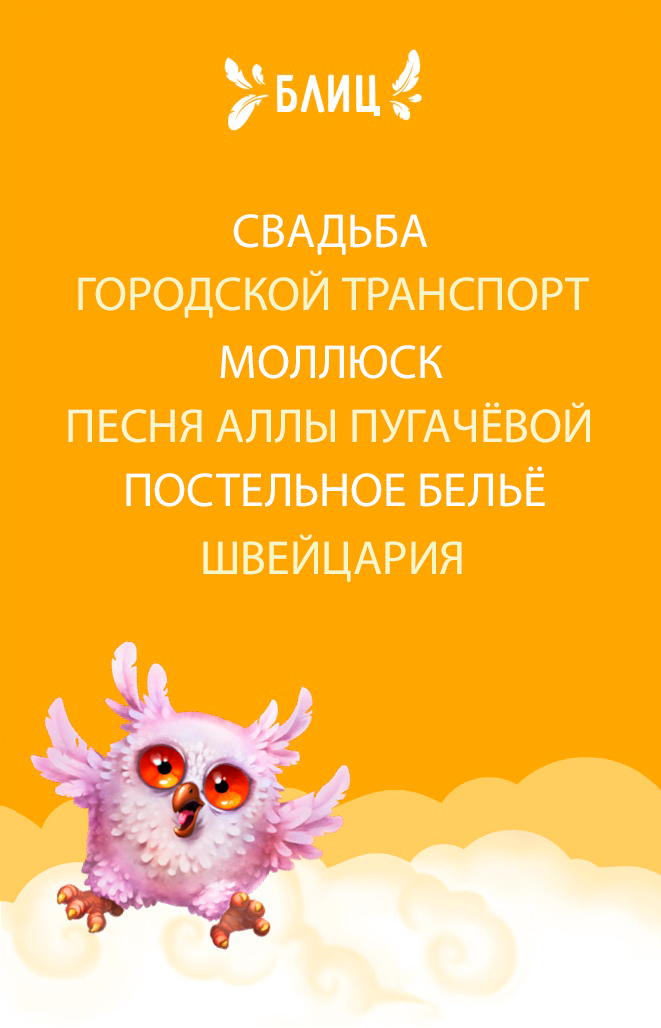 БЛИЦ
СВАДЬБА
ГОРОДСКОЙ ТРАНСПОРТ
МОЛЛЮСК
ПЕСНЯ АЛЛЫ ПУГАЧЁВОЙ
ПОСТЕЛЬНОЕ БЕЛЬЁ
ШВЕЙЦАРИЯ